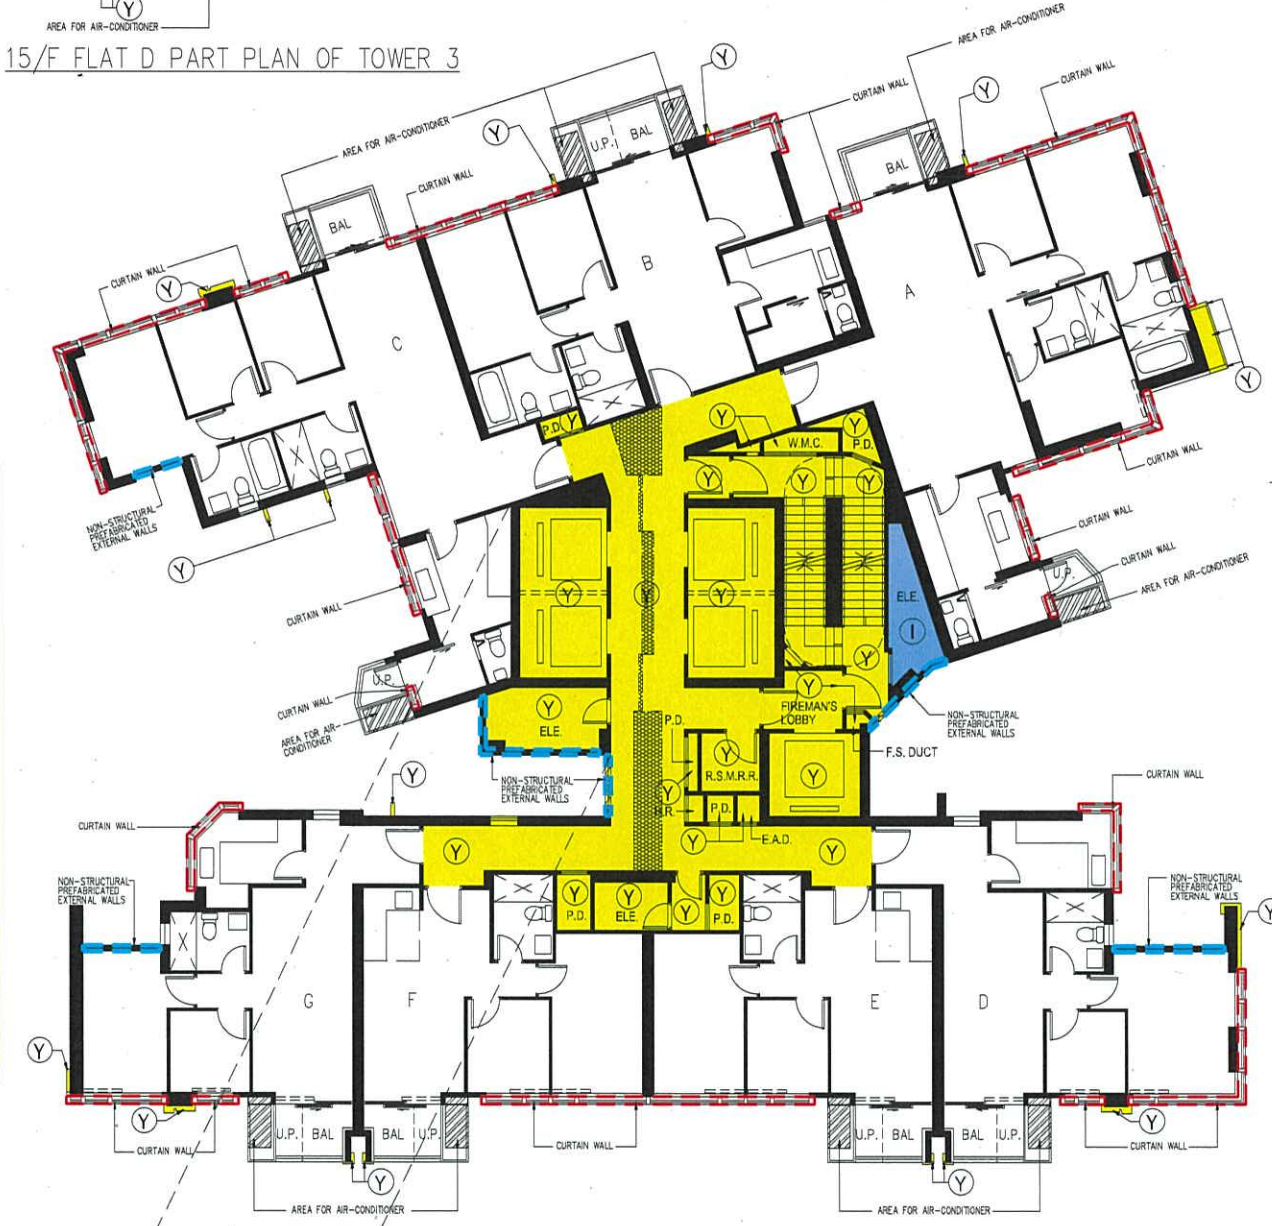 Y
AREA FOR AIR-CONDITIONER
15/F FLAT D PART PLAN OF TOWER 3
AREA FOR AIR-CONDITIONER
CURTAIN WALL
Y
Y
CURTAIN WALL
AREA FOR AIR-CONDITIONER
Y
U.P.
BAL
BAL
CURTAIN WALL
BAL
CURTAIN WALL
Y
B
A
C
Y
P.D.
Y
Y
W.M.C.
Y
P.D.
CURTAIN WALL
Y
Y
Y
NON-STRUCTURAL
PREFABRICATED
EXTERNAL WALLS
Y
CURTAIN WALL
CURTAIN WALL
U.P.
AREA FOR AIR-CONDITIONER
Y
Y
Y
ELE.
I
CURTAIN WALL
U.P.
CURTAIN WALL
AREA FOR AIR-
CONDITIONER
Y
ELE.
Y
Y
FIREMAN'S
LOBBY
P.D.
NON-STRUCTURAL
PREFABRICATED
EXTERNAL WALLS
F.S. DUCT
Y
R.S.M.R.R.
Y
Y
NON-STRUCTURAL
PREFABRICATED
EXTERNAL WALLS
Y
P.D.
E.A.D.
Y
CURTAIN WALL
CURTAIN WALL
Y
Y
NON-STRUCTURAL
PREFABRICATED
EXTERNAL WALLS
Y
P.D.
Y
ELE.
Y
Y
P.D.
NON-STRUCTURAL
PREFABRICATED
EXTERNAL WALLS
Y
G
F
E
D
Y
Y
CURTAIN WALL
U.P.
BAL
BAL
U.P.
CURTAIN WALL
U.P.
BAL
BAL
U.P.
Y
CURTAIN WALL
Y
Y
AREA FOR AIR-CONDITIONER
AREA FOR AIR-CONDITIONER